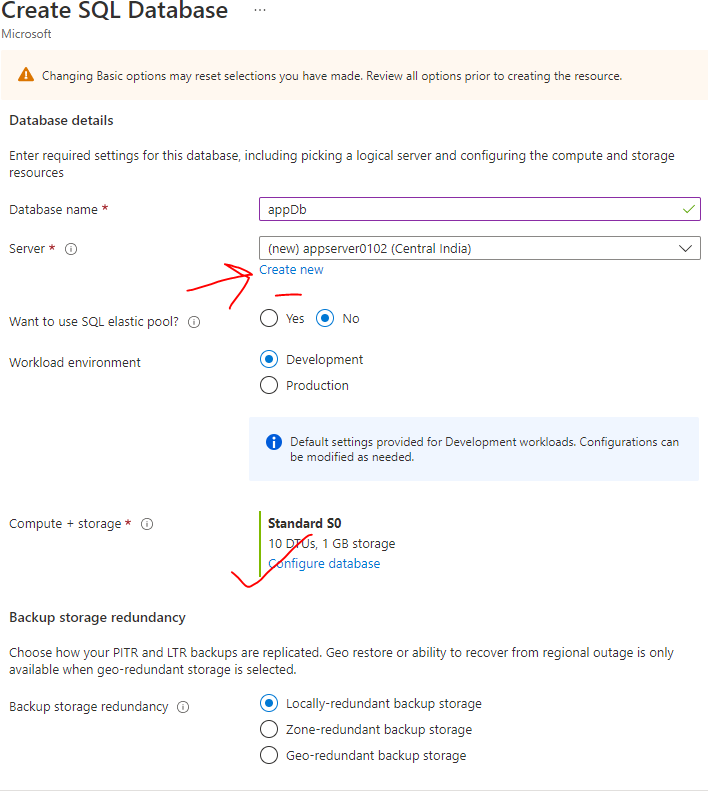 Create SQL Database ...
Microsoft
Changing Basic options may reset selections you have made. Review all options prior to creating the resource.
Database details
Enter required settings for this database, including picking a logical server and configuring the compute and storage
resources
Database name *
appDb
Server *
(new) appserver0102 (Central India)
Create new
Want to use SQL elastic pool?
Yes
No
Workload environment
Development
Production
Default settings provided for Development workloads. Configurations can
be modified as needed.
Compute + storage *
Standard S0
10 DTUs, 1 GB storage
Configure database
Backup storage redundancy
Choose how your PITR and LTR backups are replicated. Geo restore or ability to recover from regional outage is only
available when geo-redundant storage is selected.
Backup storage redundancy
Locally-redundant backup storage
Zone-redundant backup storage
Geo-redundant backup storage